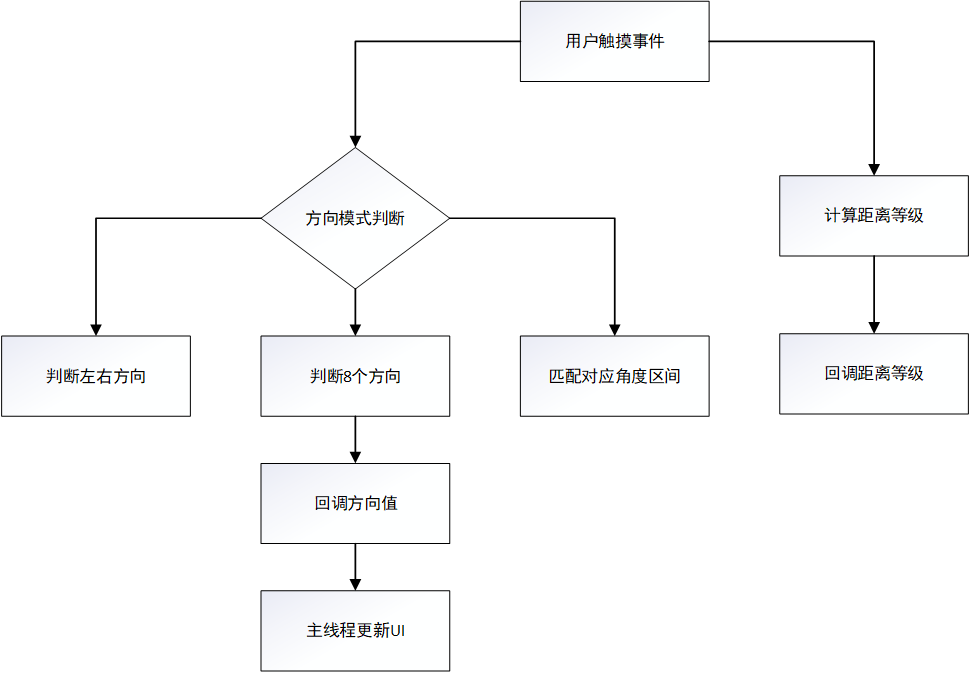 用户触摸事件
方向模式判断
计算距离等级
判断左右方向
判断8个方向
匹配对应角度区间
回调距离等级
回调方向值
主线程更新UI